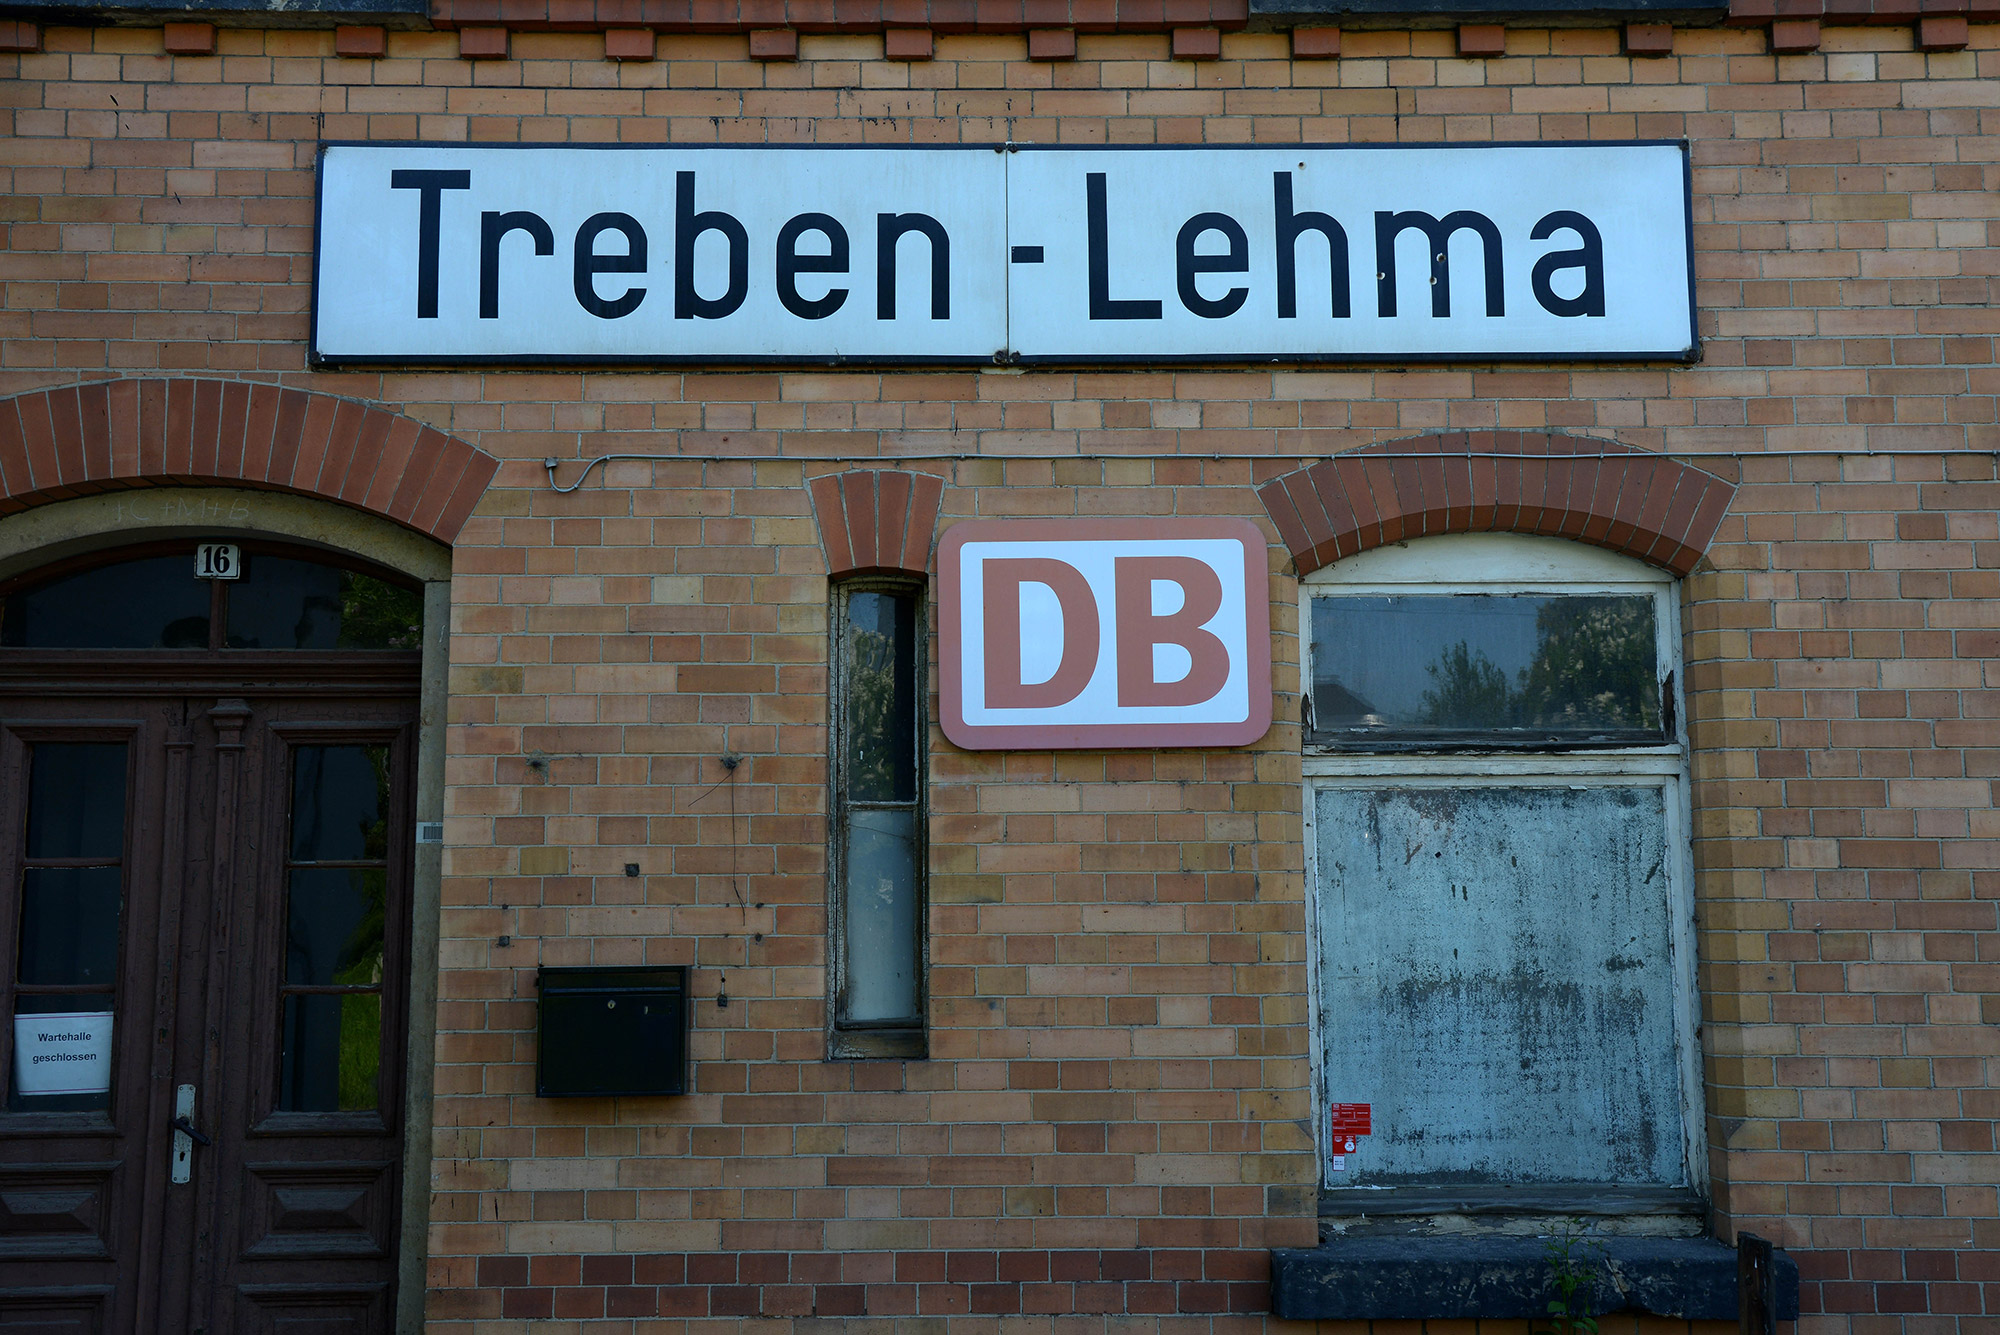 Treben-Lehma
+C+M+B
16
DB
Wartehalle
geschlossen